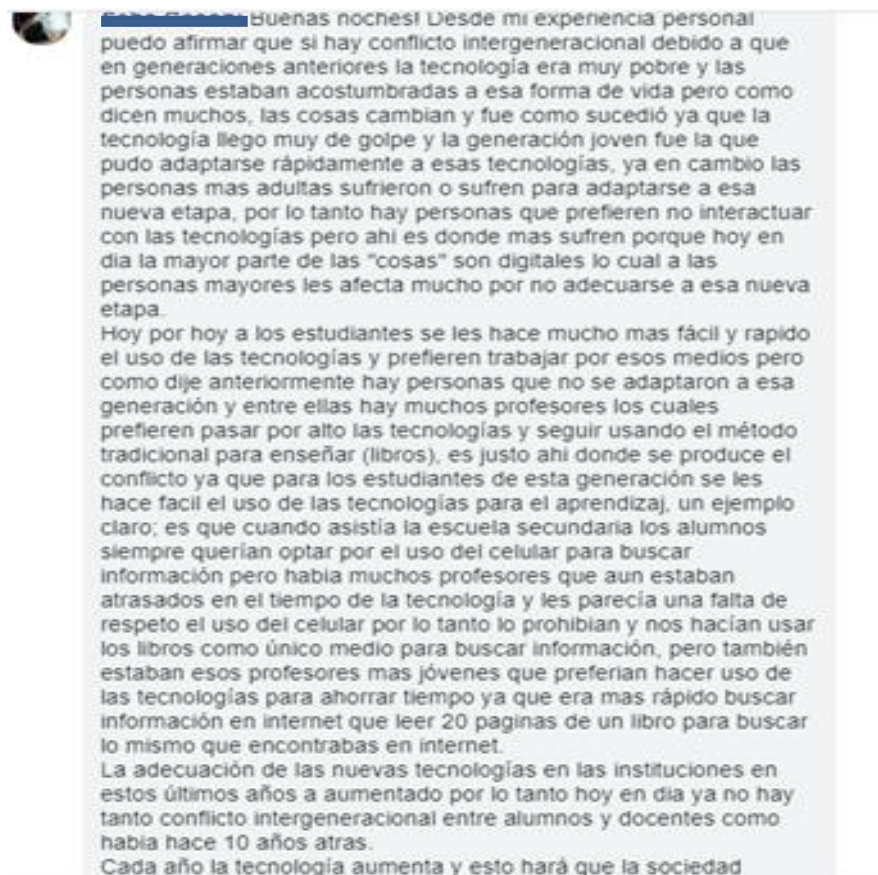 Buenas noches! Desde mi experiencia personal
puedo afirmar que si hay conflicto intergeneracional debido a que
en generaciones anteriores la tecnología era muy pobre y las
personas estaban acostumbradas a esa forma de vida pero como
dicen muchos, las cosas cambian y fue como sucedió ya que la
tecnología llego muy de golpe y la generación joven fue la que
pudo adaptarse rápidamente a esas tecnologías, ya en cambio las
personas mas adultas sufrieron o sufren para adaptarse a esa
nueva etapa, por lo tanto hay personas que prefieren no interactuar
con las tecnologías pero ahi es donde mas sufren porque hoy en
dia la mayor parte de las "cosas" son digitales lo cual a las
personas mayores les afecta mucho por no adecuarse a esa nueva
etapa.
Hoy por hoy a los estudiantes se les hace mucho mas fácil y rapido
el uso de las tecnologías y prefieren trabajar por esos medios pero
como dije anteriormente hay personas que no se adaptaron a esa
generación y entre ellas hay muchos profesores los cuales
prefieren pasar por alto las tecnologías y seguir usando el método
tradicional para enseñar (libros), es justo ahi donde se produce el
conflicto ya que para los estudiantes de esta generación se les
hace facil el uso de las tecnologías para el aprendizaj, un ejemplo
claro; es que cuando asistía la escuela secundaria los alumnos
siempre querían optar por el uso del celular para buscar
información pero habia muchos profesores que aun estaban
atrasados en el tiempo de la tecnología y les parecía una falta de
respeto el uso del celular por lo tanto lo prohibian y nos hacían usar
los libros como único medio para buscar información, pero también
estaban esos profesores mas jóvenes que preferian hacer uso de
las tecnologías para ahorrar tiempo ya que era mas rápido buscar
información en internet que leer 20 paginas de un libro para buscar
lo mismo que encontrabas en internet.
La adecuación de las nuevas tecnologías en las instituciones en
estos últimos años a aumentado por lo tanto hoy en dia ya no hay
tanto conflicto intergeneracional entre alumnos y docentes como
habia hace 10 años atras.
Cada año la tecnología aumenta y esto hará que la sociedad